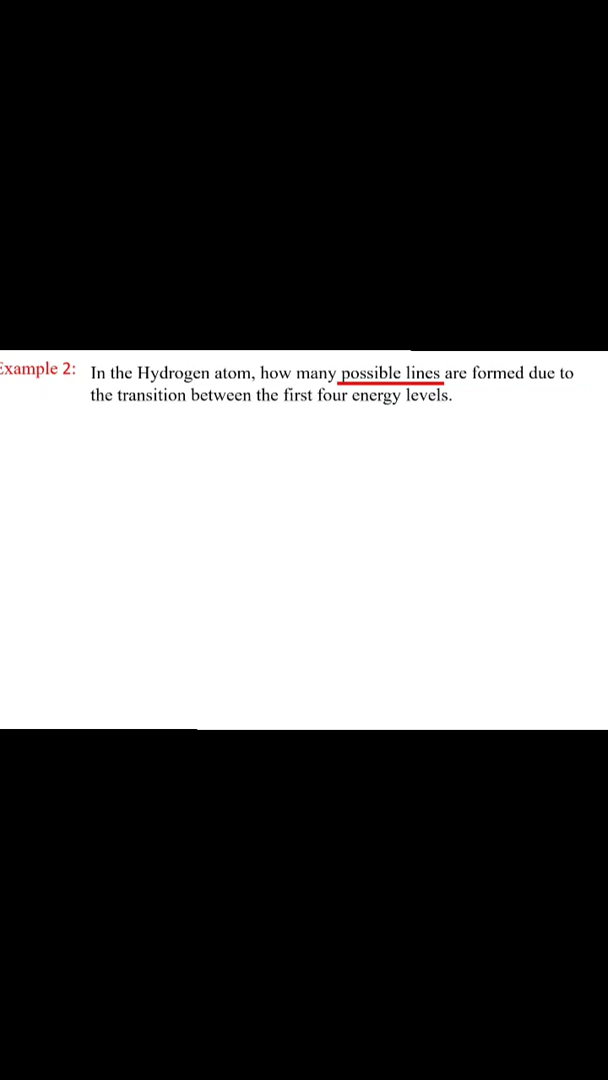 Example 2: In the Hydrogen atom, how many possible lines are formed due to
the transition between the first four energy levels.